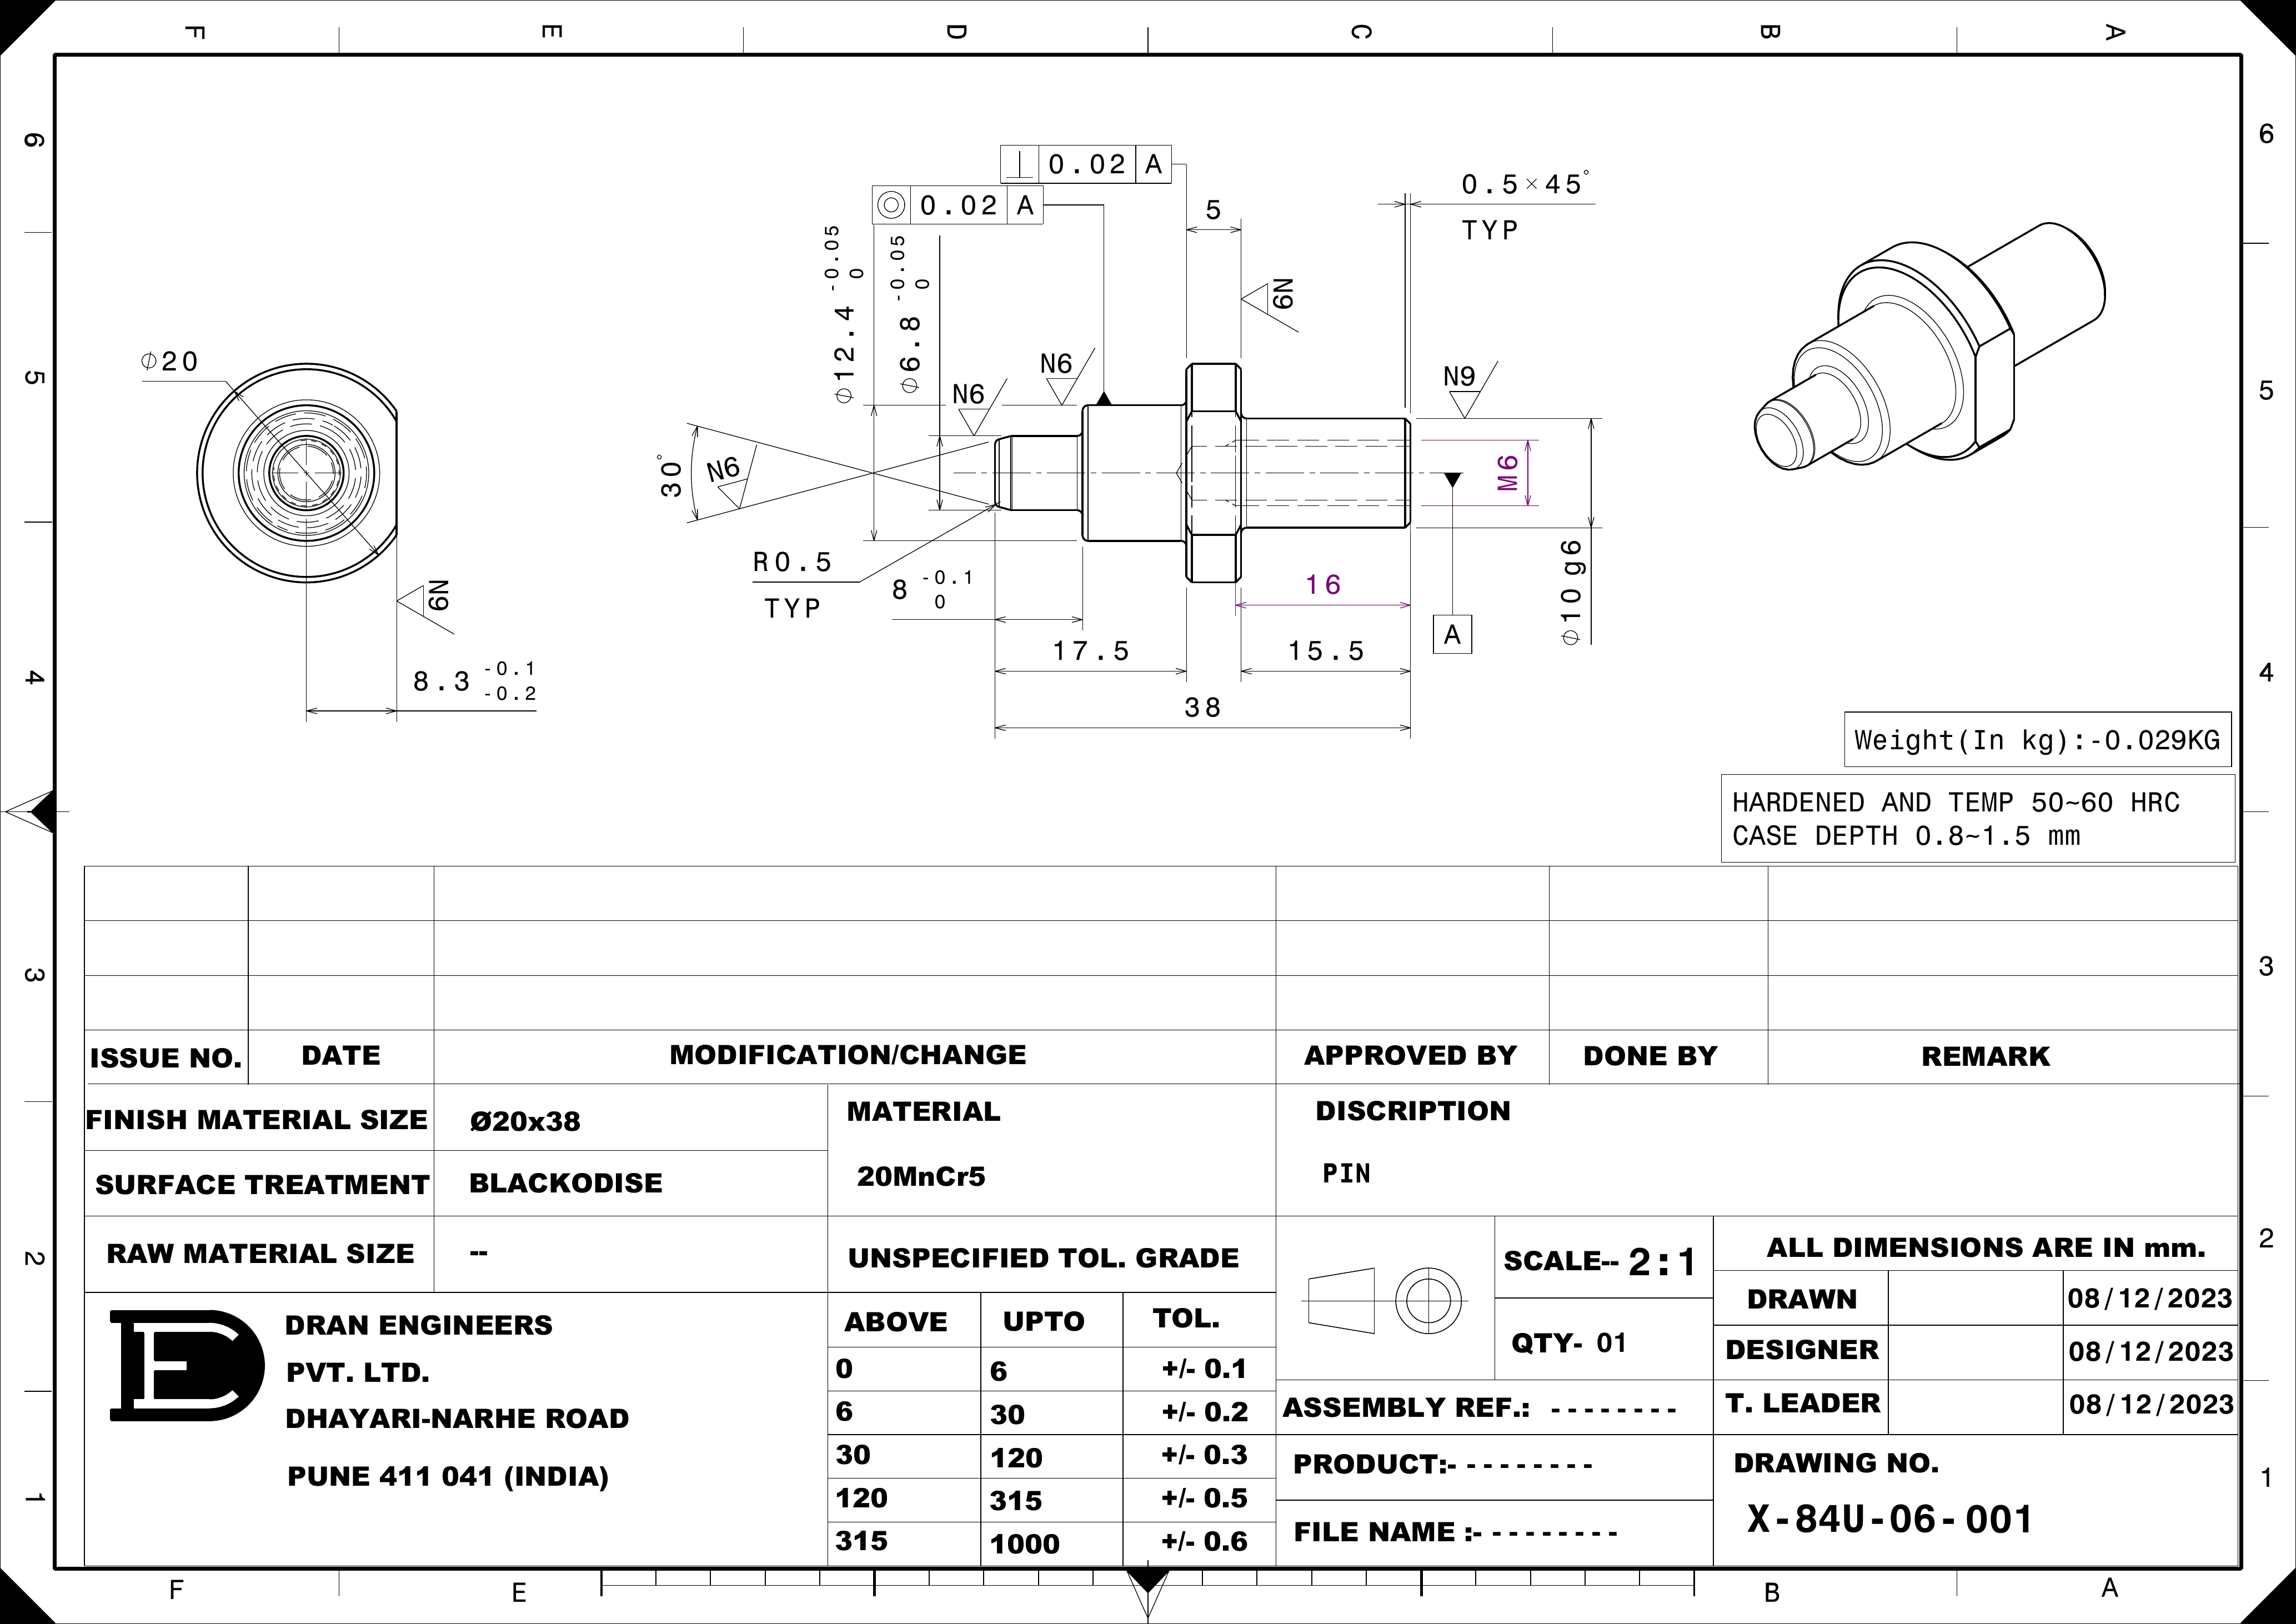 F E D C B A
6 6
⊥ 0.02 A
◎ 0.02 A
0.5×45°
TYP
5
⌀12.4 -0.05 0
⌀6.8 -0.05 0
N9
⌀20
5 5
N6
N6
N9
30°
N6
M6
R0.5
TYP
8 -0.1 0
16
⌀10 g6
A
N9
17.5
15.5
8.3 -0.1 -0.2
4 4
38
Weight(In kg):-0.029KG
HARDENED AND TEMP 50~60 HRC
CASE DEPTH 0.8~1.5 mm
3 3
ISSUE NO. DATE MODIFICATION/CHANGE APPROVED BY DONE BY REMARK
FINISH MATERIAL SIZE Ø20x38
MATERIAL
DISCRIPTION
SURFACE TREATMENT BLACKODISE
20MnCr5
PIN
2 2
RAW MATERIAL SIZE --
UNSPECIFIED TOL. GRADE
SCALE-- 2:1
ALL DIMENSIONS ARE IN mm.
DRAN ENGINEERS
PVT. LTD.
DHAYARI-NARHE ROAD
PUNE 411 041 (INDIA)
ABOVE UPTO TOL.
0 6 +/- 0.1
6 30 +/- 0.2
30 120 +/- 0.3
120 315 +/- 0.5
315 1000 +/- 0.6
QTY- 01
DRAWN 08/12/2023
DESIGNER 08/12/2023
T. LEADER 08/12/2023
ASSEMBLY REF.: --------
PRODUCT:- --------
FILE NAME :- --------
DRAWING NO.
X-84U-06-001
1 1
F E B A